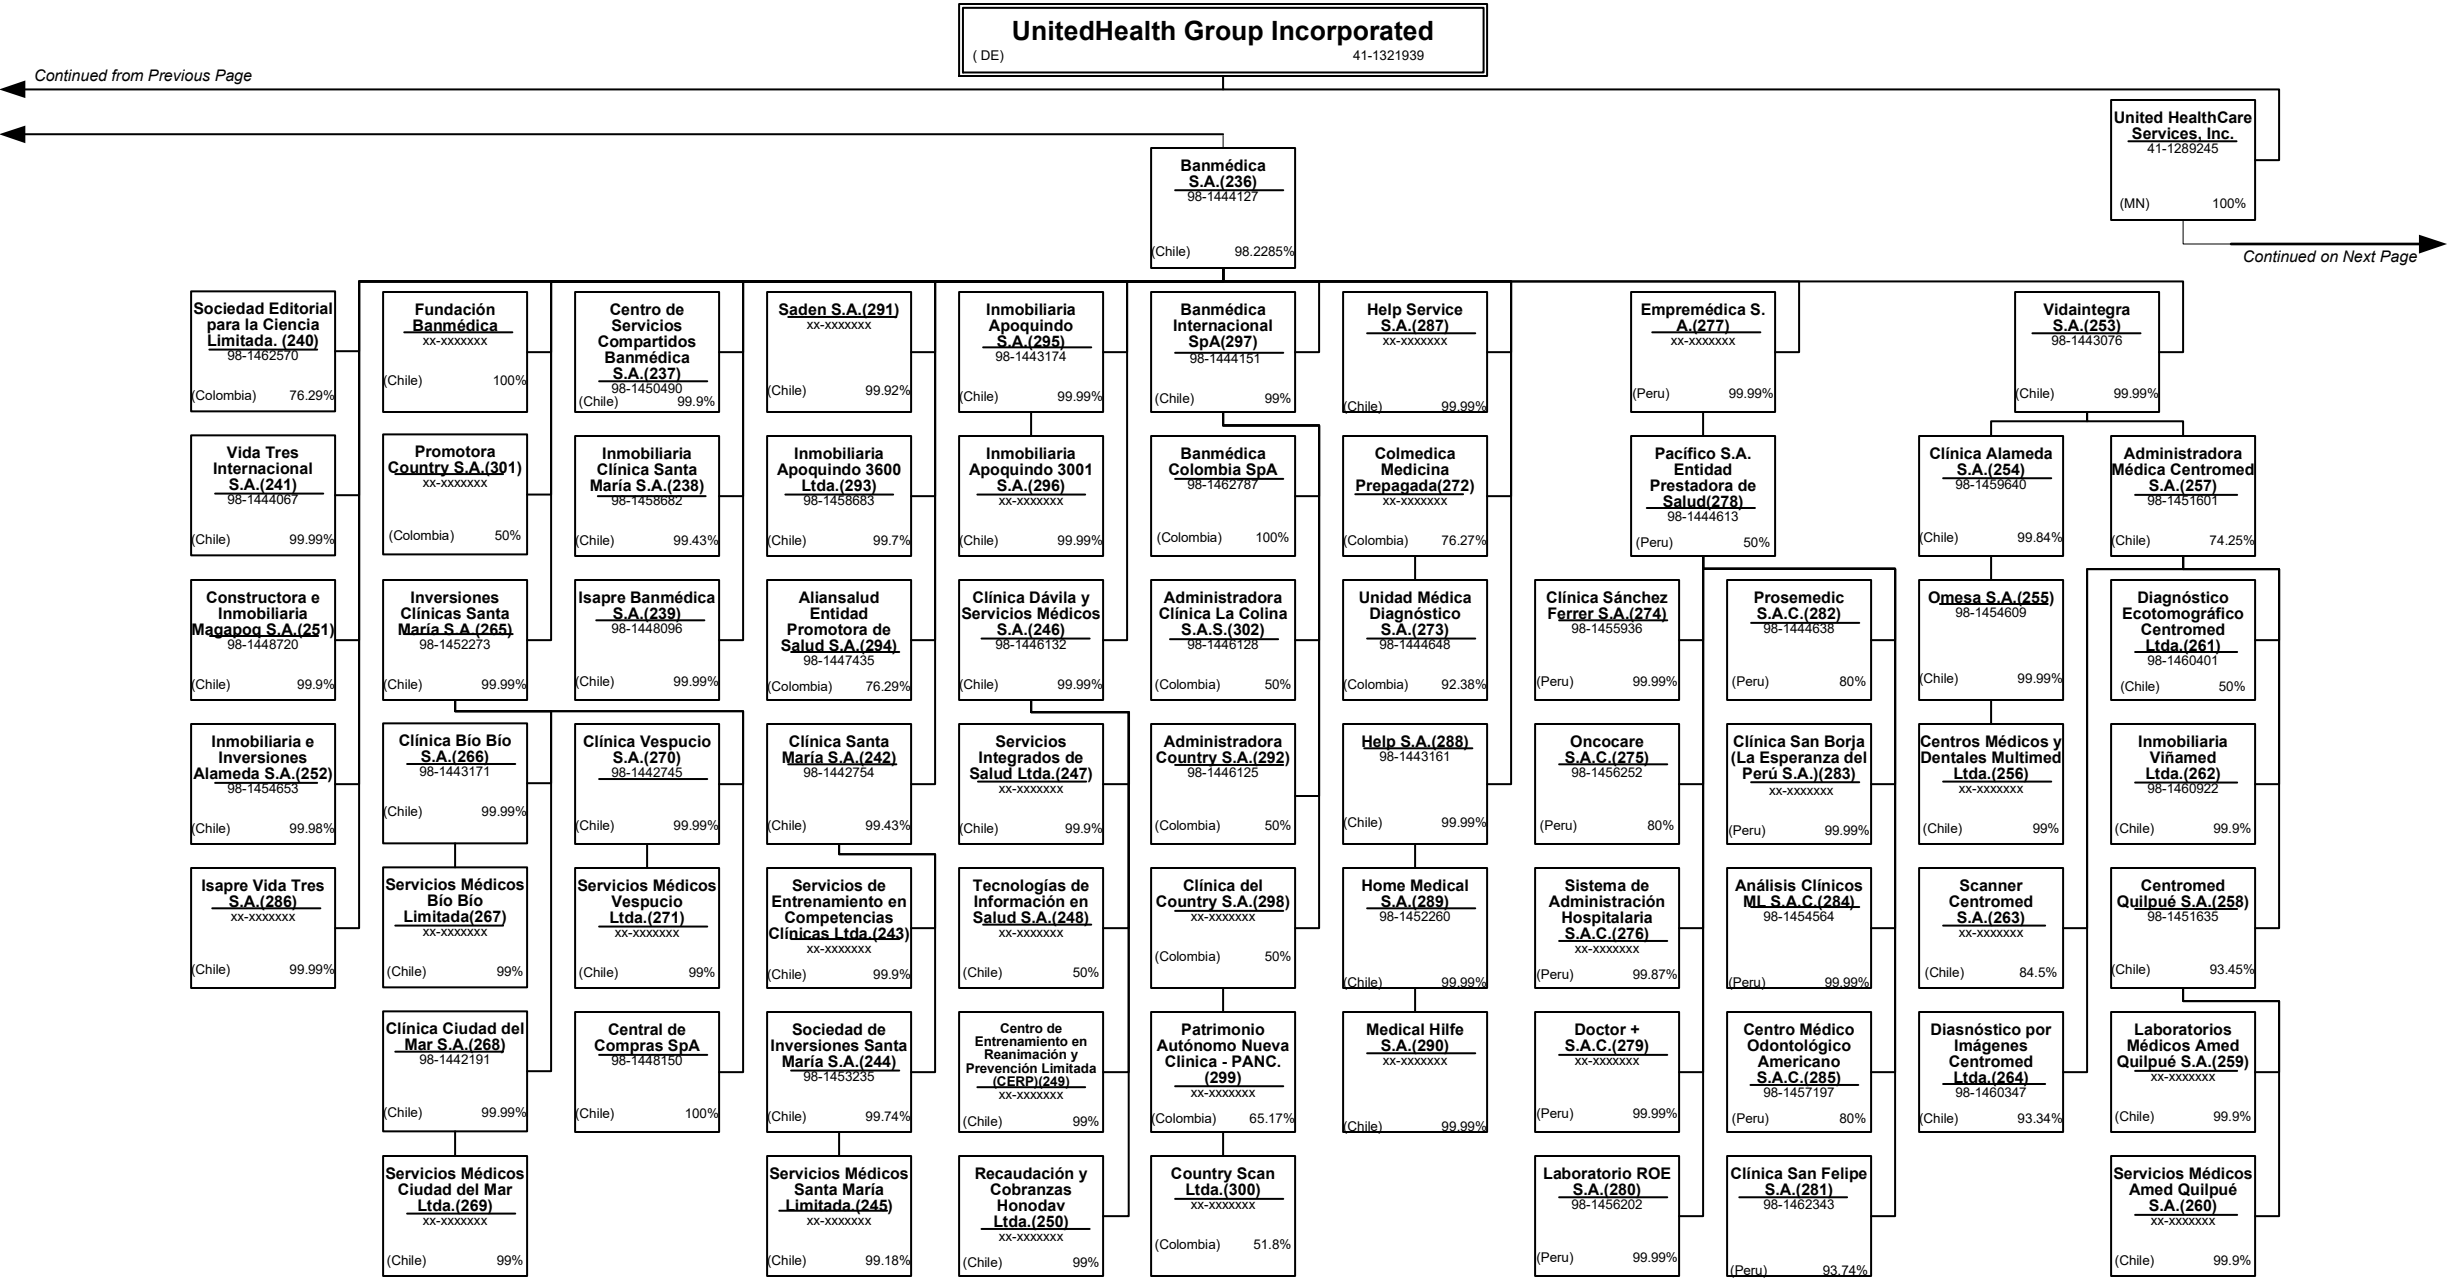 UnitedHealth Group Incorporated
( DE) 41-1321939
Continued from Previous Page
United HealthCare
Services, Inc.
41-1289245
(MN) 100%
Continued on Next Page
Banmédica
S.A.(236)
98-1444127
(Chile) 98.2285%
Sociedad Editorial
para la Ciencia
Limitada. (240)
98-1462570
(Colombia) 76.29%
Fundación
Banmédica
xx-xxxxxxx
(Chile) 100%
Centro de
Servicios
Compartidos
Banmédica
S.A.(237)
98-1450490
(Chile) 99.9%
Saden S.A.(291)
xx-xxxxxxx
(Chile) 99.92%
Inmobiliaria
Apoquindo
S.A.(295)
98-1443174
(Chile) 99.99%
Banmédica
Internacional
SpA(297)
98-1444151
(Chile) 99%
Help Service
S.A.(287)
xx-xxxxxxx
(Chile) 99.99%
Empremédica S.
A.(277)
xx-xxxxxxx
(Peru) 99.99%
Vidaintegra
S.A.(253)
98-1443076
(Chile) 99.99%
Vida Tres
Internacional
S.A.(241)
98-1444067
(Chile) 99.99%
Promotora
Country S.A.(301)
xx-xxxxxxx
(Colombia) 50%
Inmobiliaria
Clínica Santa
María S.A.(238)
98-1458682
(Chile) 99.43%
Inmobiliaria
Apoquindo 3600
Ltda.(293)
98-1458683
(Chile) 99.7%
Inmobiliaria
Apoquindo 3001
S.A.(296)
xx-xxxxxxx
(Chile) 99.99%
Banmédica
Colombia SpA
98-1462787
(Colombia) 100%
Colmedica
Medicina
Prepagada(272)
xx-xxxxxxx
(Colombia) 76.27%
Pacífico S.A.
Entidad
Prestadora de
Salud(278)
98-1444613
(Peru) 50%
Clínica Alameda
S.A.(254)
98-1459640
(Chile) 99.84%
Administradora
Médica Centromed
S.A.(257)
98-1451601
(Chile) 74.25%
Constructora e
Inmobiliaria
Magapoq S.A.(251)
98-1448720
(Chile) 99.9%
Inversiones
Clínicas Santa
María S.A.(265)
98-1452273
(Chile) 99.99%
Isapre Banmédica
S.A.(239)
98-1448096
(Chile) 99.99%
Aliansalud
Entidad
Promotora de
Salud S.A.(294)
98-1447435
(Colombia) 76.29%
Clínica Dávila y
Servicios Médicos
S.A.(246)
98-1446132
(Chile) 99.99%
Administradora
Clínica La Colina
S.A.S.(302)
98-1446128
(Colombia) 50%
Unidad Médica
Diagnóstico
S.A.(273)
98-1444648
(Colombia) 92.38%
Clínica Sánchez
Ferrer S.A.(274)
98-1455936
(Peru) 99.99%
Prosemedic
S.A.C.(282)
98-1444638
(Peru) 80%
Omesa S.A.(255)
98-1454609
(Chile) 99.99%
Diagnóstico
Ecotomográfico
Centromed
Ltda.(261)
98-1460401
(Chile) 50%
Inmobiliaria e
Inversiones
Alameda S.A.(252)
98-1454653
(Chile) 99.98%
Clínica Bío Bío
S.A.(266)
98-1443171
(Chile) 99.99%
Clínica Vespucio
S.A.(270)
98-1442745
(Chile) 99.99%
Clínica Santa
María S.A.(242)
98-1442754
(Chile) 99.43%
Servicios
Integrados de
Salud Ltda.(247)
xx-xxxxxxx
(Chile) 99.9%
Administradora
Country S.A.(292)
98-1446125
(Colombia) 50%
Help S.A.(288)
98-1443161
(Chile) 99.99%
Oncocare
S.A.C.(275)
98-1456252
(Peru) 80%
Clínica San Borja
(La Esperanza del
Perú S.A.)(283)
xx-xxxxxxx
(Peru) 99.99%
Centros Médicos y
Dentales Multimed
Ltda.(256)
xx-xxxxxxx
(Chile) 99%
Inmobiliaria
Viñamed
Ltda.(262)
98-1460922
(Chile) 99.9%
Isapre Vida Tres
S.A.(286)
xx-xxxxxxx
(Chile) 99.99%
Servicios Médicos
Bío Bío
Limitada(267)
xx-xxxxxxx
(Chile) 99%
Servicios Médicos
Vespucio
Ltda.(271)
xx-xxxxxxx
(Chile) 99%
Servicios de
Entrenamiento en
Competencias
Clínicas Ltda.(243)
xx-xxxxxxx
(Chile) 99.9%
Tecnologías de
Información en
Salud S.A.(248)
xx-xxxxxxx
(Chile) 50%
Clínica del
Country S.A.(298)
xx-xxxxxxx
(Colombia) 50%
Home Medical
S.A.(289)
98-1452260
(Chile) 99.99%
Sistema de
Administración
Hospitalaria
S.A.C.(276)
xx-xxxxxxx
(Peru) 99.87%
Análisis Clínicos
ML S.A.C.(284)
98-1454564
(Peru) 99.99%
Scanner
Centromed
S.A.(263)
xx-xxxxxxx
(Chile) 84.5%
Centromed
Quilpué S.A.(258)
98-1451635
(Chile) 93.45%
Clínica Ciudad del
Mar S.A.(268)
98-1442191
(Chile) 99.99%
Central de
Compras SpA
98-1448150
(Chile) 100%
Sociedad de
Inversiones Santa
María S.A.(244)
98-1453235
(Chile) 99.74%
Centro de
Entrenamiento en
Reanimación y
Prevención Limitada
(CERP)(249)
xx-xxxxxxx
(Chile) 99%
Patrimonio
Autónomo Nueva
Clinica - PANC.
(299)
xx-xxxxxxx
(Colombia) 65.17%
Medical Hilfe
S.A.(290)
xx-xxxxxxx
(Chile) 99.99%
Doctor +
S.A.C.(279)
xx-xxxxxxx
(Peru) 99.99%
Centro Médico
Odontológico
Americano
S.A.C.(285)
98-1457197
(Peru) 80%
Diasnóstico por
Imágenes
Centromed
Ltda.(264)
98-1460347
(Chile) 93.34%
Laboratorios
Médicos Amed
Quilpué S.A.(259)
xx-xxxxxxx
(Chile) 99.9%
Servicios Médicos
Ciudad del Mar
Ltda.(269)
xx-xxxxxxx
(Chile) 99%
Servicios Médicos
Santa María
Limitada.(245)
xx-xxxxxxx
(Chile) 99.18%
Recaudación y
Cobranzas
Honodav
Ltda.(250)
xx-xxxxxxx
(Chile) 99%
Country Scan
Ltda.(300)
xx-xxxxxxx
(Colombia) 51.8%
Laboratorio ROE
S.A.(280)
98-1456202
(Peru) 99.99%
Clínica San Felipe
S.A.(281)
98-1462343
(Peru) 93.74%
Servicios Médicos
Amed Quilpué
S.A.(260)
xx-xxxxxxx
(Chile) 99.9%